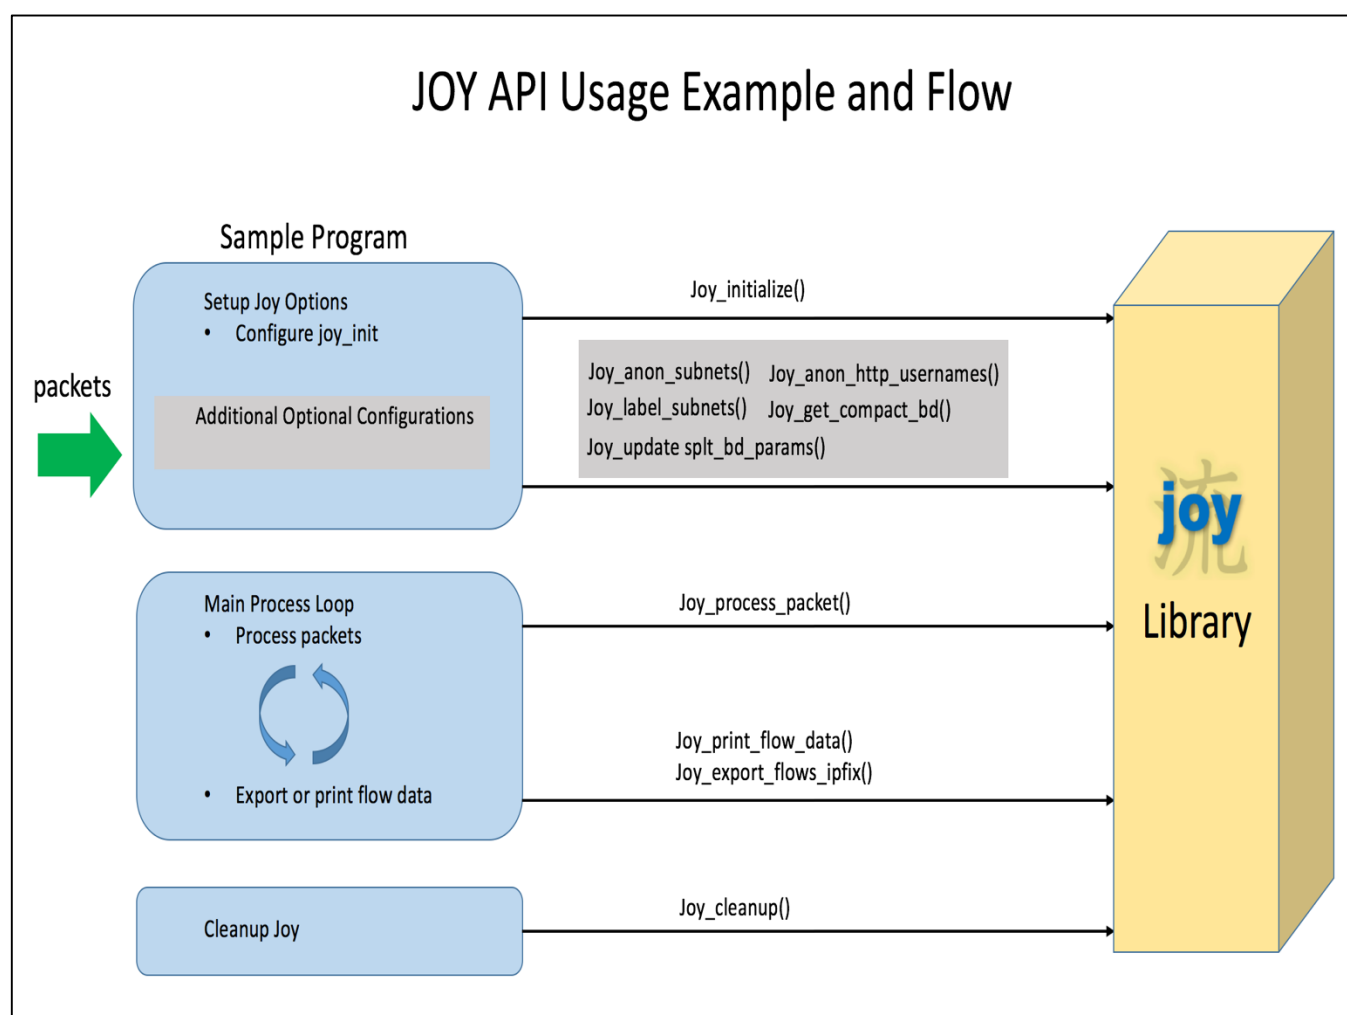 JOY API Usage Example and Flow
Sample Program
packets
Setup Joy Options
• Configure joy_init
Additional Optional Configurations
Joy_initialize()
Joy_anon_subnets() Joy_anon_http_usernames()
Joy_label_subnets() Joy_get_compact_bd()
Joy_update splt_bd_params()
Main Process Loop
• Process packets
• Export or print flow data
Joy_process_packet()
Joy_print_flow_data()
Joy_export_flows_ipfix()
Cleanup Joy
Joy_cleanup()
流
joy
Library